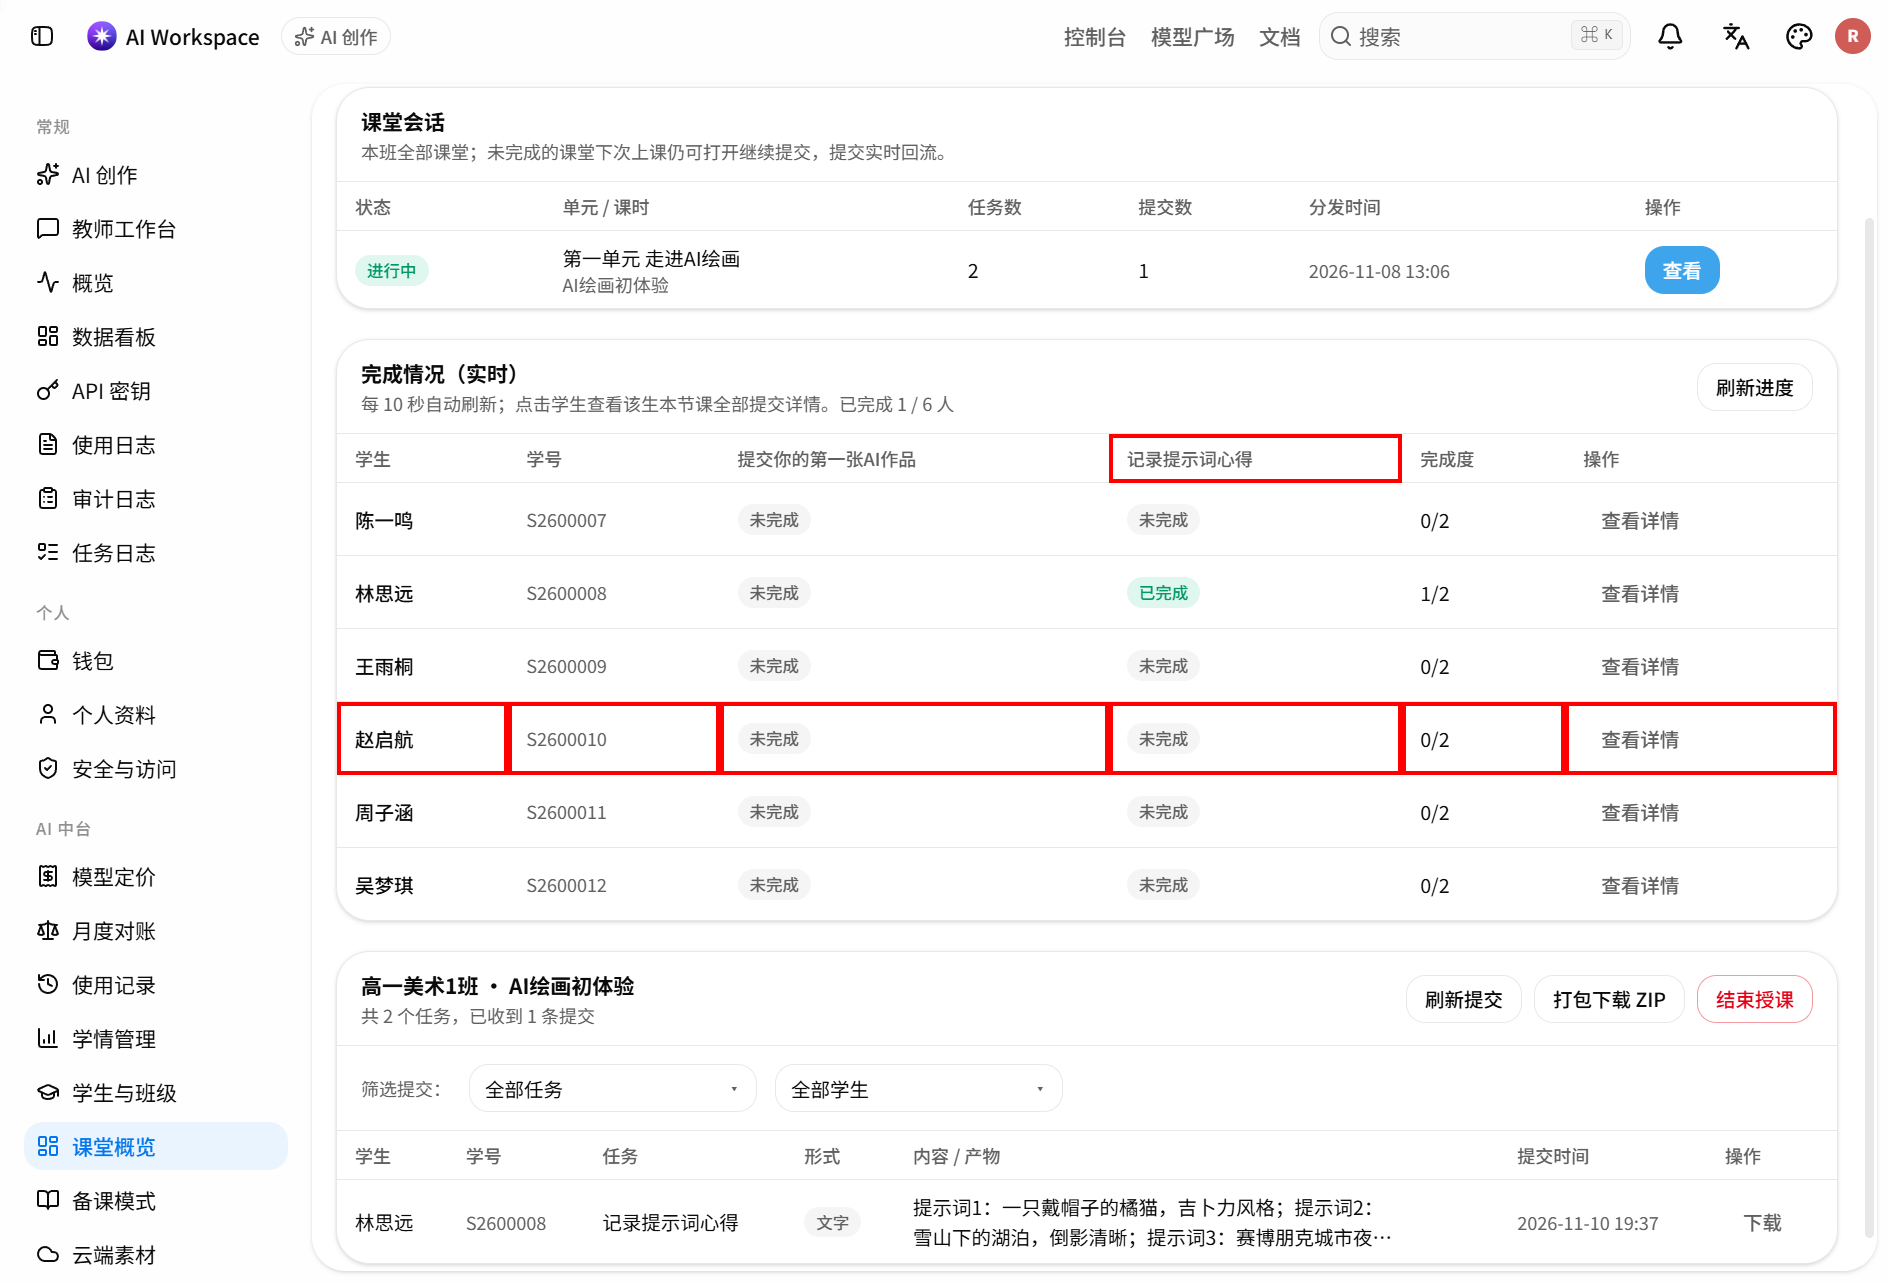 AI Workspace
AI 创作
控制台 模型广场 文档
搜索
⌘ K
R
常规
AI 创作
教师工作台
概览
数据看板
API 密钥
使用日志
审计日志
任务日志
个人
钱包
个人资料
安全与访问
AI 中台
模型定价
月度对账
使用记录
学情管理
学生与班级
课堂概览
备课模式
云端素材
课堂会话
本班全部课堂；未完成的课堂下次上课仍可打开继续提交，提交实时回流。
状态 单元 / 课时 任务数 提交数 分发时间 操作
进行中 第一单元 走进AI绘画 2 1 2026-11-08 13:06 查看
AI绘画初体验
完成情况（实时）
每 10 秒自动刷新；点击学生查看该生本节课全部提交详情。已完成 1 / 6 人
刷新进度
学生 学号 提交你的第一张AI作品 记录提示词心得 完成度 操作
陈一鸣 S2600007 未完成 未完成 0/2 查看详情
林思远 S2600008 未完成 已完成 1/2 查看详情
王雨桐 S2600009 未完成 未完成 0/2 查看详情
赵启航 S2600010 未完成 未完成 0/2 查看详情
周子涵 S2600011 未完成 未完成 0/2 查看详情
吴梦琪 S2600012 未完成 未完成 0/2 查看详情
高一美术1班 · AI绘画初体验
共 2 个任务，已收到 1 条提交
刷新提交 打包下载 ZIP 结束授课
筛选提交： 全部任务 全部学生
学生 学号 任务 形式 内容 / 产物 提交时间 操作
林思远 S2600008 记录提示词心得 文字 提示词1：一只戴帽子的橘猫，吉卜力风格；提示词2： 2026-11-10 19:37 下载
雪山下的湖泊，倒影清晰；提示词3：赛博朋克城市夜…